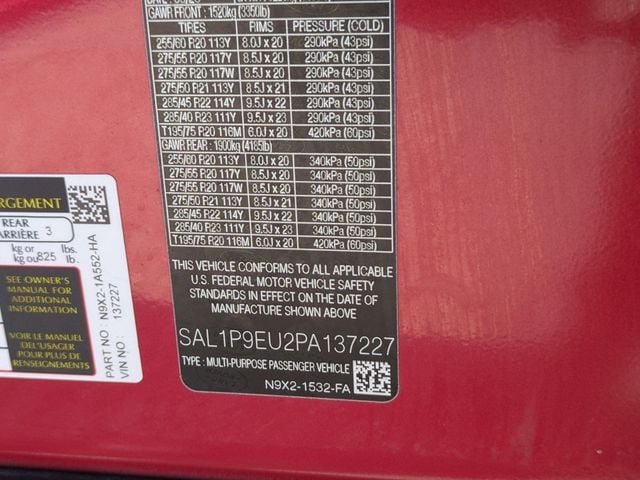 GAWR FRONT : 1520kg (3350lb)
TIRES RIMS PRESSURE (COLD)
255/60 R20 113Y 8.0J x 20 290kPa (43psi)
275/55 R20 117Y 8.5J x 20 290kPa (43psi)
275/55 R20 117W 8.5J x 20 290kPa (43psi)
275/50 R21 113Y 8.5J x 21 290kPa (43psi)
285/45 R22 114Y 9.5J x 22 290kPa (43psi)
285/40 R23 111Y 9.5J x 23 290kPa (43psi)
T195/75 R20 116M 6.0J x 20 420kPa (60psi)
GAWR REAR : 1900kg (4185lb)
255/60 R20 113Y 8.0J x 20 340kPa (50psi)
275/55 R20 117Y 8.5J x 20 340kPa (50psi)
275/55 R20 117W 8.5J x 20 340kPa (50psi)
275/50 R21 113Y 8.5J x 21 340kPa (50psi)
285/45 R22 114Y 9.5J x 22 340kPa (50psi)
285/40 R23 111Y 9.5J x 23 340kPa (50psi)
T195/75 R20 116M 6.0J x 20 420kPa (60psi)
THIS VEHICLE CONFORMS TO ALL APPLICABLE
U.S. FEDERAL MOTOR VEHICLE SAFETY
STANDARDS IN EFFECT ON THE DATE OF
MANUFACTURE SHOWN ABOVE
SAL1P9EU2PA137227
TYPE: MULTI-PURPOSE PASSENGER VEHICLE
N9X2-1532-FA
RGEMENT
REAR
ARRIÈRE 3
kg or lbs.
kg ou 825 lb.
SEE OWNER'S
MANUAL FOR
ADDITIONAL
INFORMATION
VOIR LE MANUEL
DE L'USAGER
POUR PLUS DE
RENSEIGNEMENTS
PART NO : N9X2-1A552-HA
VIN NO : 137227